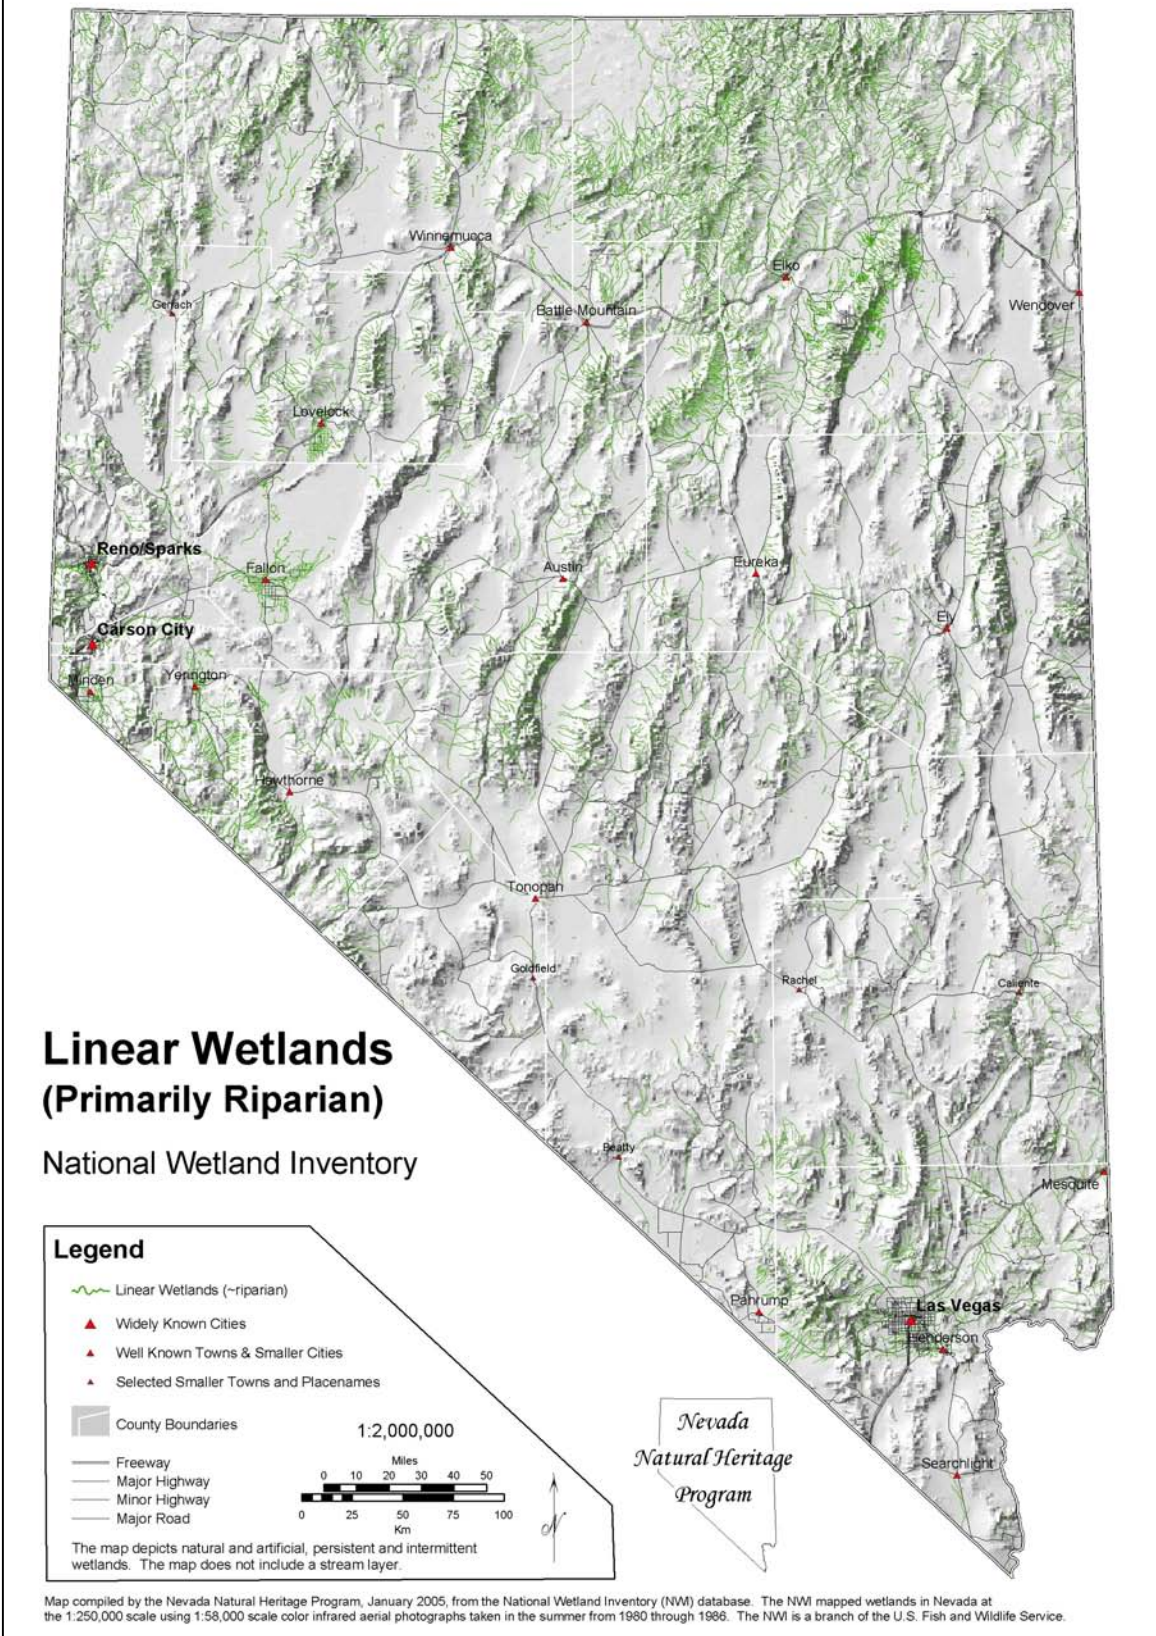 Winnemucca
Elko
Gerlach
Battle Mountain
Wendover
Lovelock
Reno/Sparks
Fallon
Austin
Eureka
Carson City
Ely
Minden
Yerington
Hawthorne
Tonopah
Goldfield
Rachel
Caliente
Linear Wetlands
(Primarily Riparian)
National Wetland Inventory
Beatty
Mesquite
Pahrump
Las Vegas
Henderson
Searchlight
Legend
Linear Wetlands (~riparian)
Widely Known Cities
Well Known Towns & Smaller Cities
Selected Smaller Towns and Placenames
County Boundaries
1:2,000,000
Freeway
Major Highway
Minor Highway
Major Road
Miles
0 10 20 30 40 50
0 25 50 75 100
Km
N
The map depicts natural and artificial, persistent and intermittent
wetlands. The map does not include a stream layer.
Nevada
Natural Heritage
Program
Map compiled by the Nevada Natural Heritage Program, January 2005, from the National Wetland Inventory (NWI) database. The NWI mapped wetlands in Nevada at
the 1:250,000 scale using 1:58,000 scale color infrared aerial photographs taken in the summer from 1980 through 1986. The NWI is a branch of the U.S. Fish and Wildlife Service.